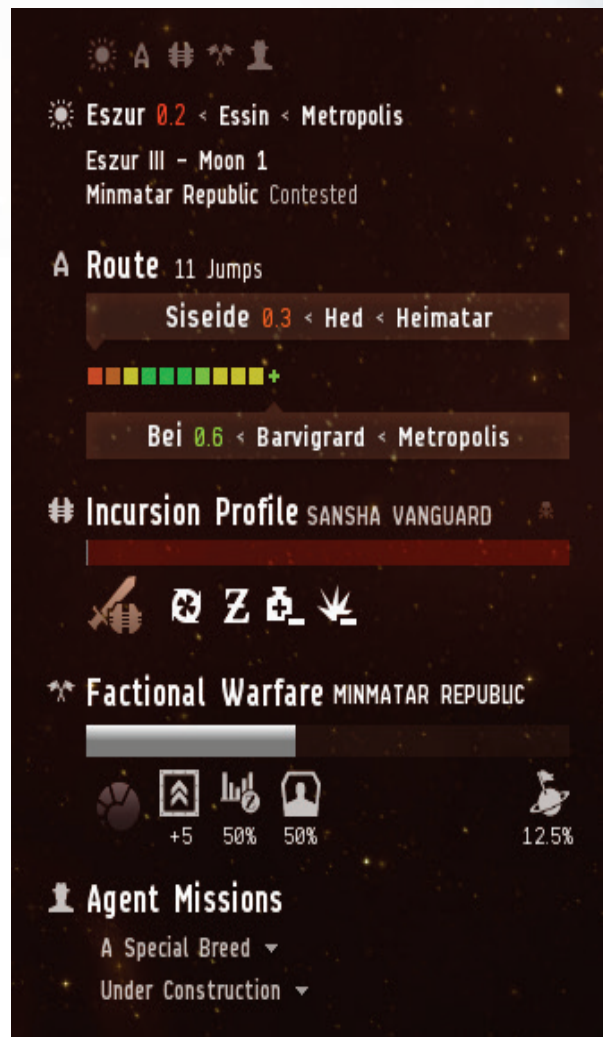 A
Eszur 0.2 < Essin < Metropolis
Eszur III - Moon 1
Minmatar Republic Contested
A Route 11 Jumps
Siseide 0.3 < Hed < Heimatar
Bei 0.6 < Barvigrard < Metropolis
Incursion Profile SANSHA VANGUARD
Z
Factional Warfare MINMATAR REPUBLIC
+5 50% 50% 12.5%
Agent Missions
A Special Breed
Under Construction